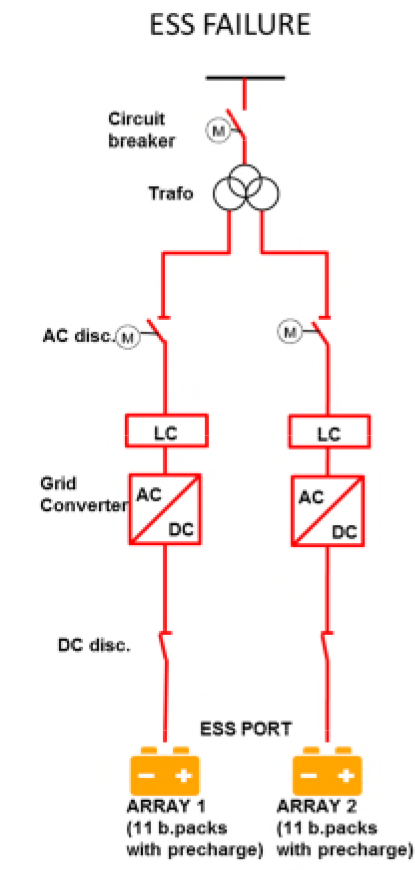 ESS FAILURE
Circuit
breaker
M
Trafo
AC disc.
M
M
LC
LC
Grid
Converter
AC
DC
AC
DC
DC disc.
ESS PORT
ARRAY 1
(11 b.packs
with precharge)
ARRAY 2
(11 b.packs
with precharge)